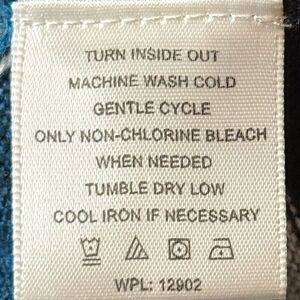 TURN INSIDE OUT
MACHINE WASH COLD
GENTLE CYCLE
ONLY NON-CHLORINE BLEACH
WHEN NEEDED
TUMBLE DRY LOW
COOL IRON IF NECESSARY
WPL: 12902